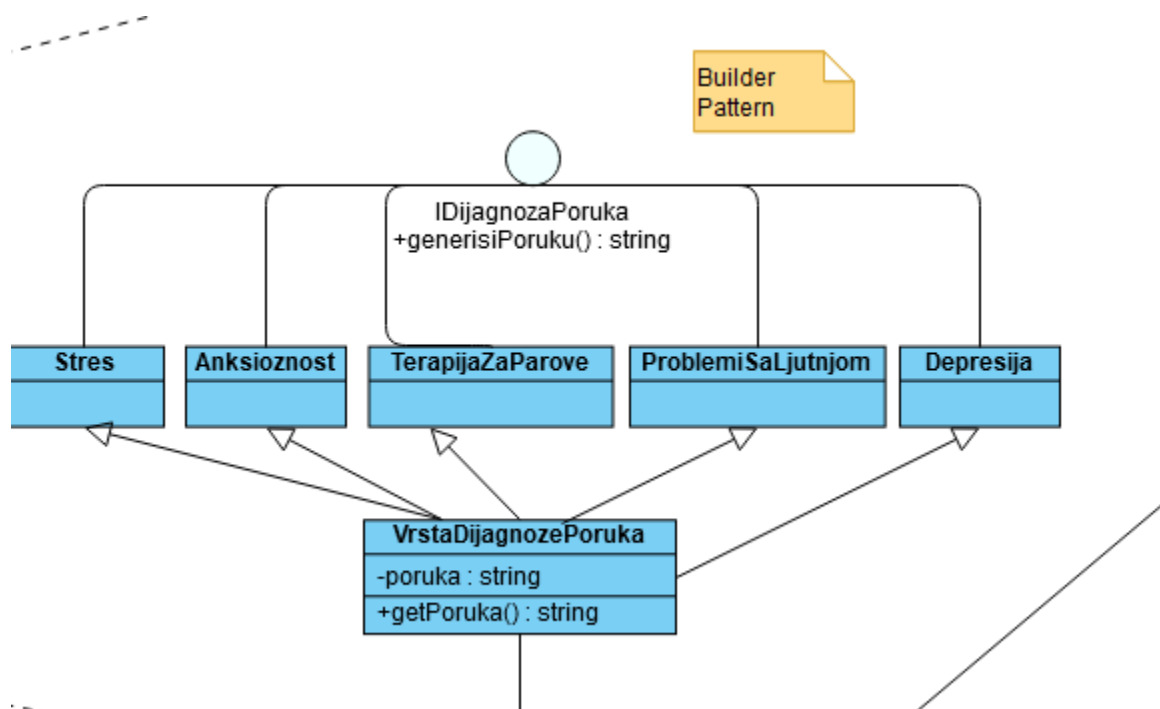 Builder
Pattern
IDijagnozaPoruka
+generisiPoruku() : string
Stres
Anksioznost
TerapijaZaParove
ProblemiSaLjutnjom
Depresija
VrstaDijagnozePoruka
-poruka : string
+getPoruka() : string